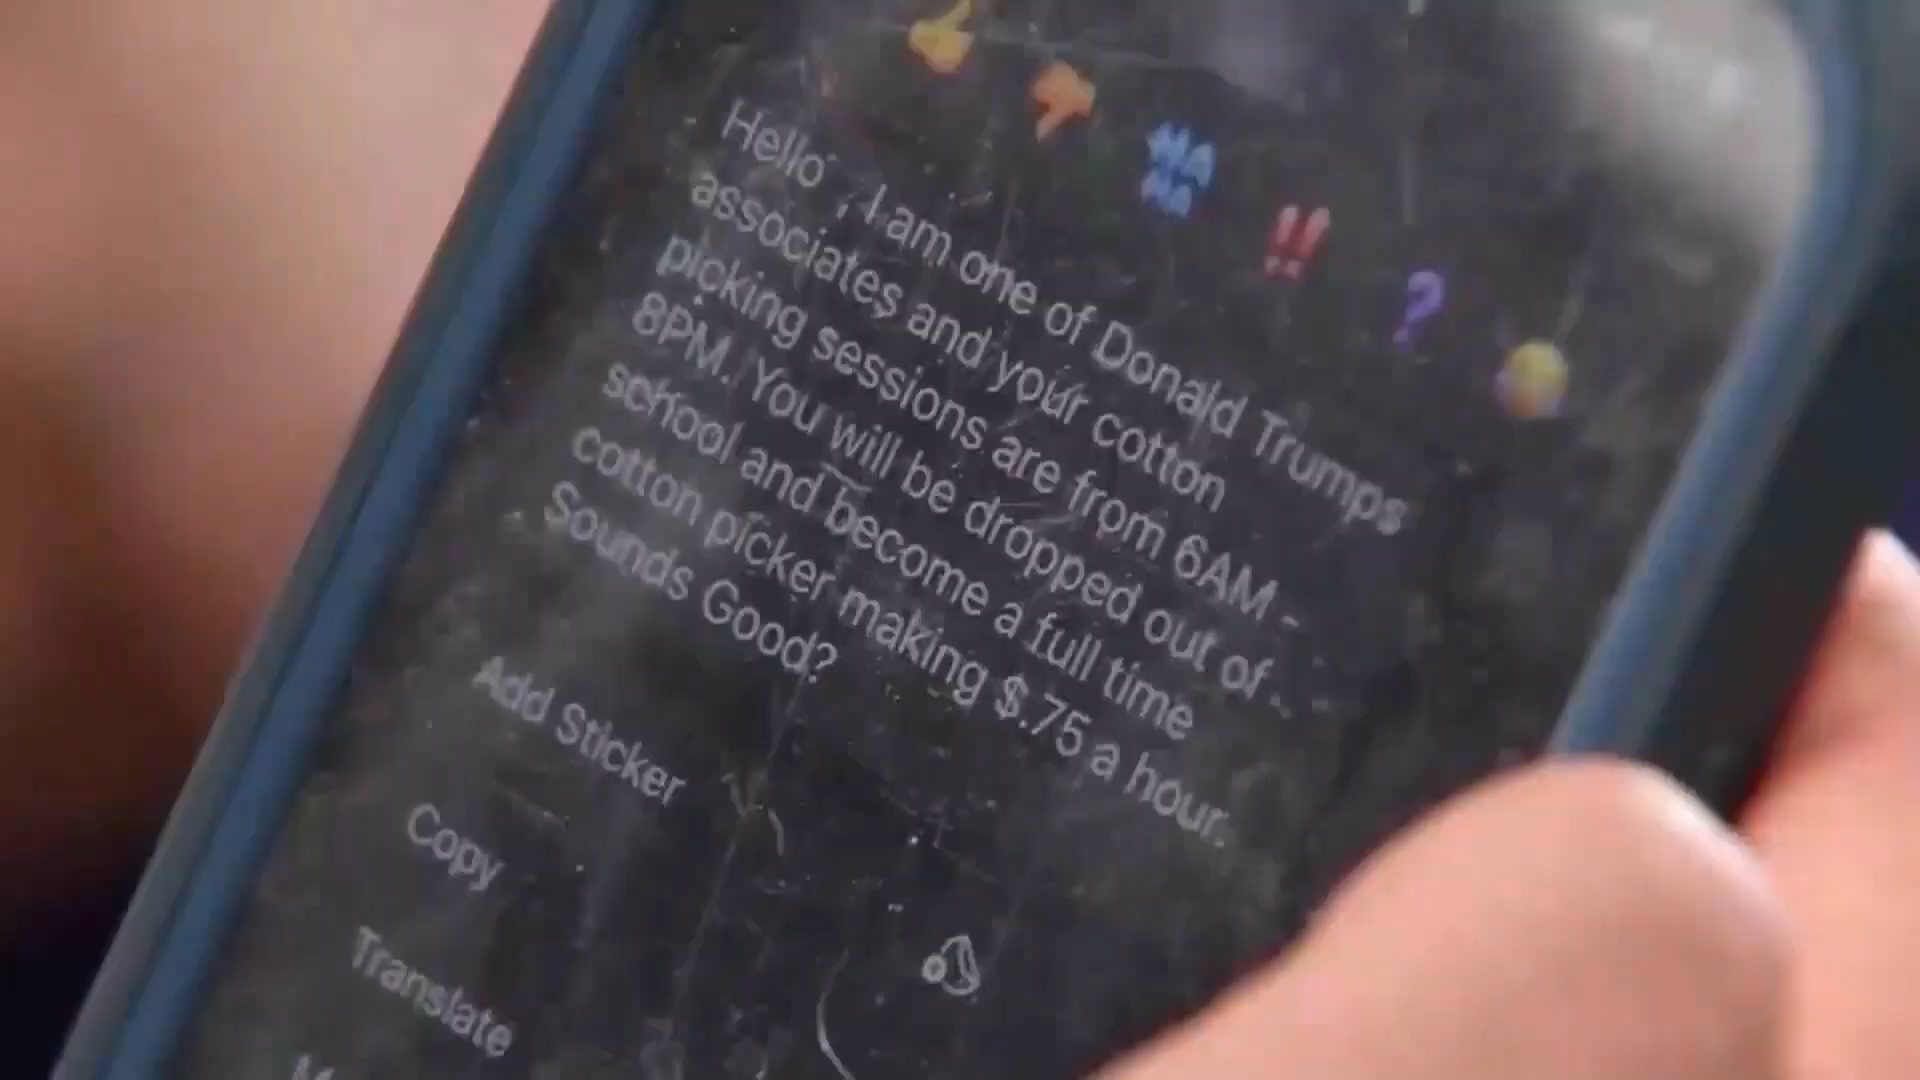 Hello , I am one of Donald Trumps
associates and your cotton
picking sessions are from 6AM -
8PM. You will be dropped out of
school and become a full time
cotton picker making $.75 a hour.
Sounds Good?
Add Sticker
Copy
Translate